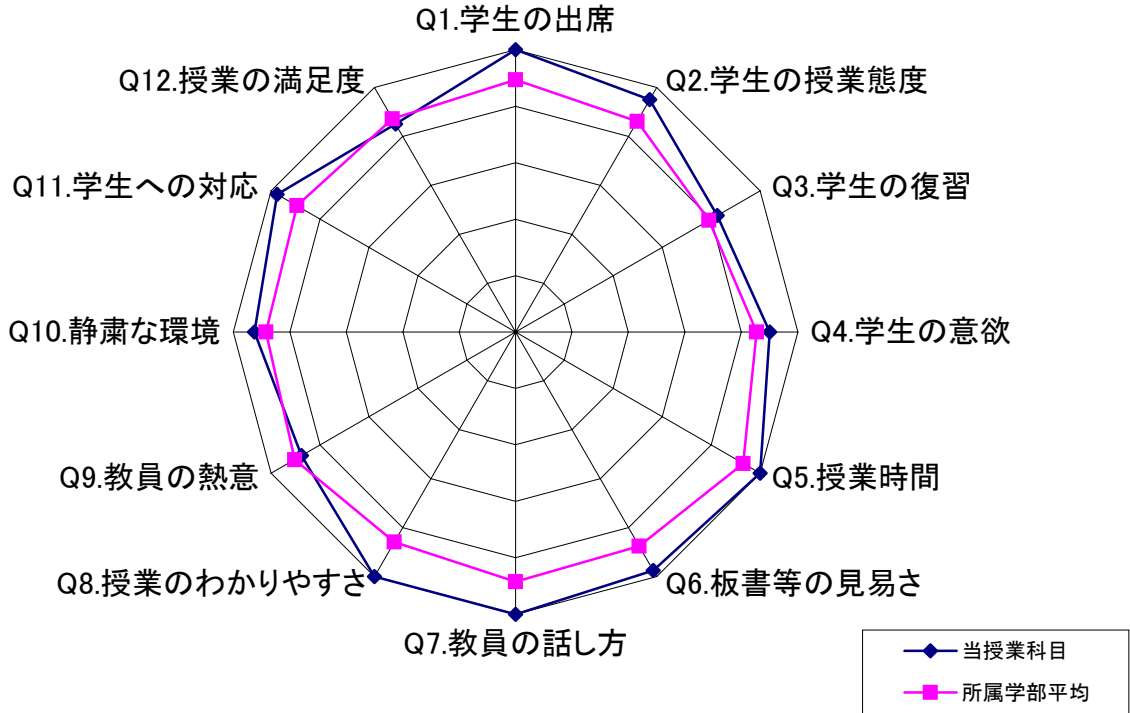 Q1.学生の出席
Q2.学生の授業態度
Q3.学生の復習
Q4.学生の意欲
Q5.授業時間
Q6.板書等の見易さ
Q7.教員の話し方
Q8.授業のわかりやすさ
Q9.教員の熱意
Q10.静粛な環境
Q11.学生への対応
Q12.授業の満足度
当授業科目
所属学部平均